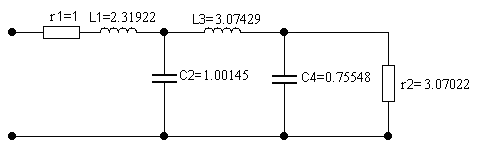 r1=1
L1=2.31922
L3=3.07429
C2=1.00145
C4=0.75548
r2=3.07022